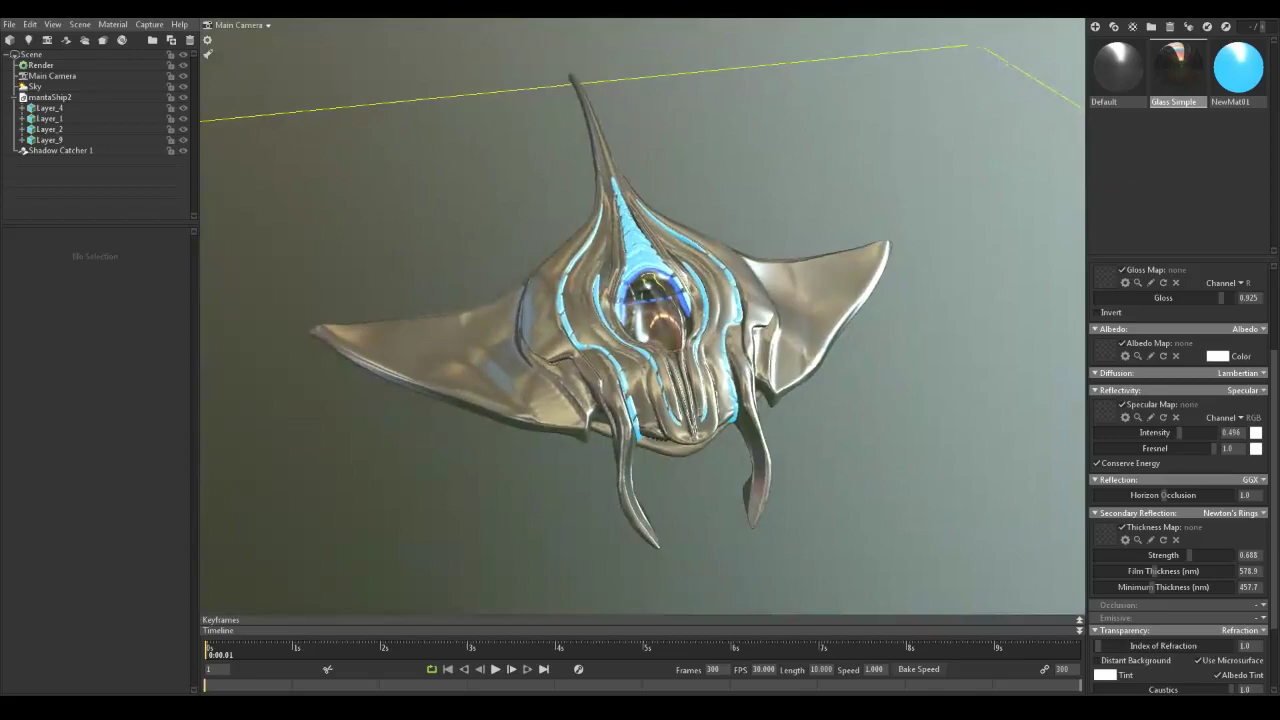 File Edit View Scene Material Capture Help
Main Camera
Scene
Render
Main Camera
Sky
mantaShip2
Layer_4
Layer_1
Layer_2
Layer_9
Shadow Catcher 1
No Selection
- /
Default Glass Simple NewMat01
Gloss Map: none
Channel R
Gloss 0.925
Invert
Albedo: Albedo
Albedo Map: none
Color
Diffusion: Lambertian
Reflectivity: Specular
Specular Map: none
Channel RGB
Intensity 0.496
Fresnel 1.0
Conserve Energy
Reflection: GGX
Horizon Occlusion 1.0
Secondary Reflection: Newton's Rings
Thickness Map: none
Strength 0.688
Film Thickness (nm) 578.9
Minimum Thickness (nm) 457.7
Occlusion: -
Emissive: -
Transparency: Refraction
Index of Refraction 1.0
Distant Background Use Microsurface
Tint Albedo Tint
Caustics 1.0
Keyframes
Timeline
0s 1s 2s 3s 4s 5s 6s 7s 8s 9s
0:00.01
1 Frames 300 FPS 30.000 Length 10.000 Speed 1.000 Bake Speed 300